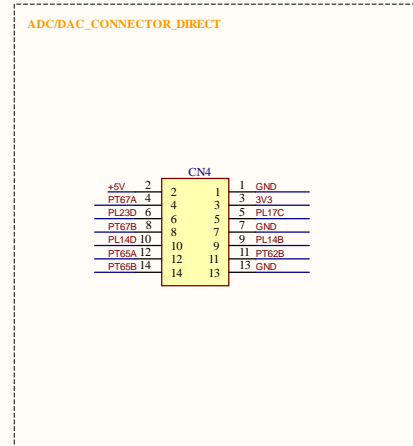 ADC/DAC_CONNECTOR_DIRECT
CN4
+5V 2 2 1 1 GND
PT67A 4 4 3 3 3V3
PL23D 6 6 5 5 PL17C
PT67B 8 8 7 7 GND
PL14D 10 10 9 9 PL14B
PT65A 12 12 11 11 PT62B
PT65B 14 14 13 13 GND